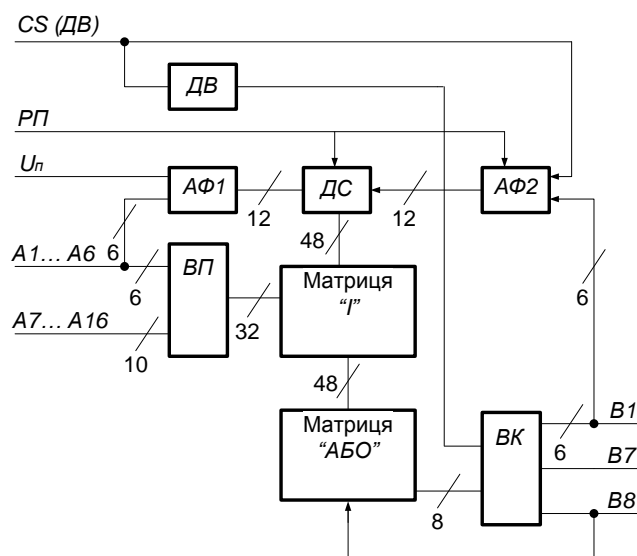 CS (ДВ)
ДВ
РП
Uп
АФ1
12
ДС
12
АФ2
6
48
А1... А6
6
ВП
Матриця
“І”
6
32
А7... А16
10
48
Матриця
“АБО”
ВК
В1
6
В7
8
В8